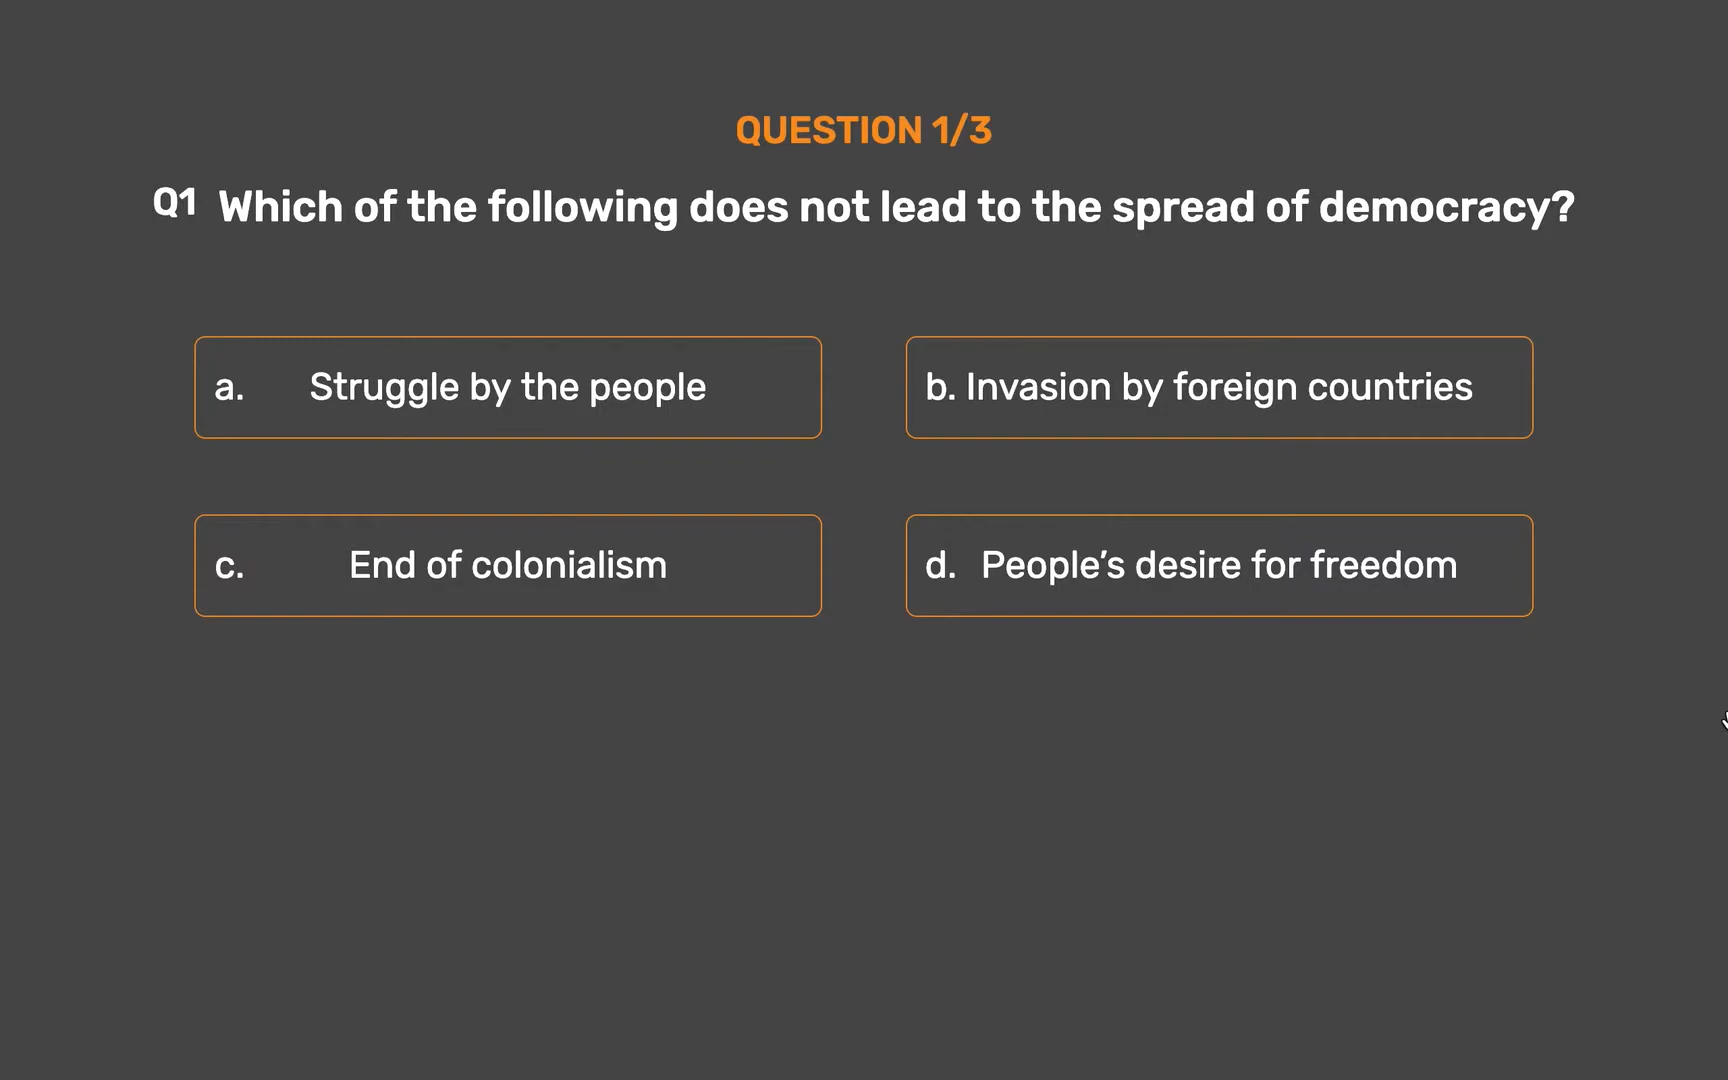 QUESTION 1/3
Q1 Which of the following does not lead to the spread of democracy?
a. Struggle by the people
b. Invasion by foreign countries
c. End of colonialism
d. People’s desire for freedom